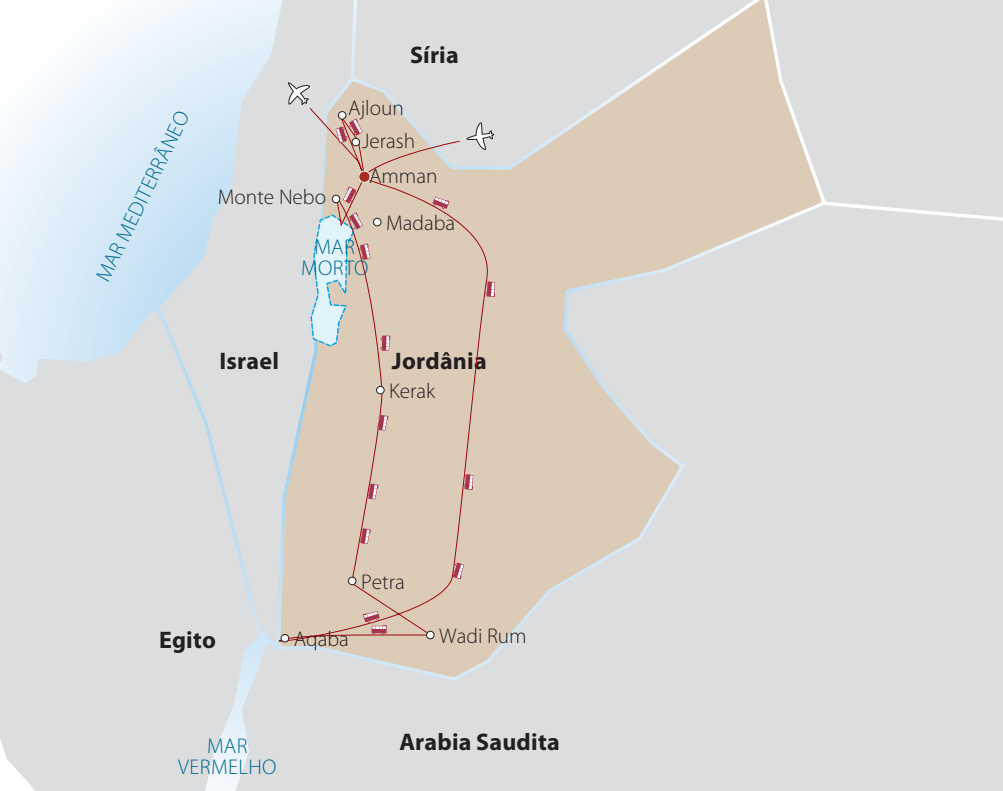 Síria
Ajloun
Jerash
MAR MEDITERRÂNEO
Amman
Monte Nebo
Madaba
MAR
MORTO
Israel
Jordânia
Kerak
Petra
Egito
Aqaba
Wadi Rum
Arabia Saudita
MAR
VERMELHO